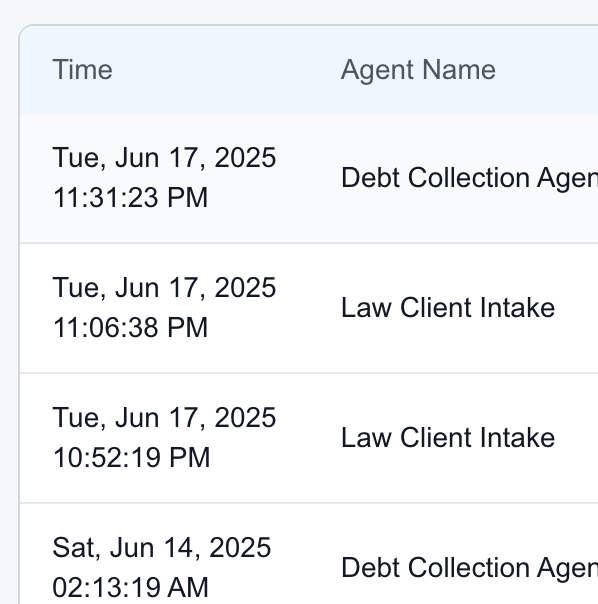 Time Agent Name
Tue, Jun 17, 2025
11:31:23 PM
Debt Collection Agen
Tue, Jun 17, 2025
11:06:38 PM
Law Client Intake
Tue, Jun 17, 2025
10:52:19 PM
Law Client Intake
Sat, Jun 14, 2025
02:13:19 AM
Debt Collection Agen